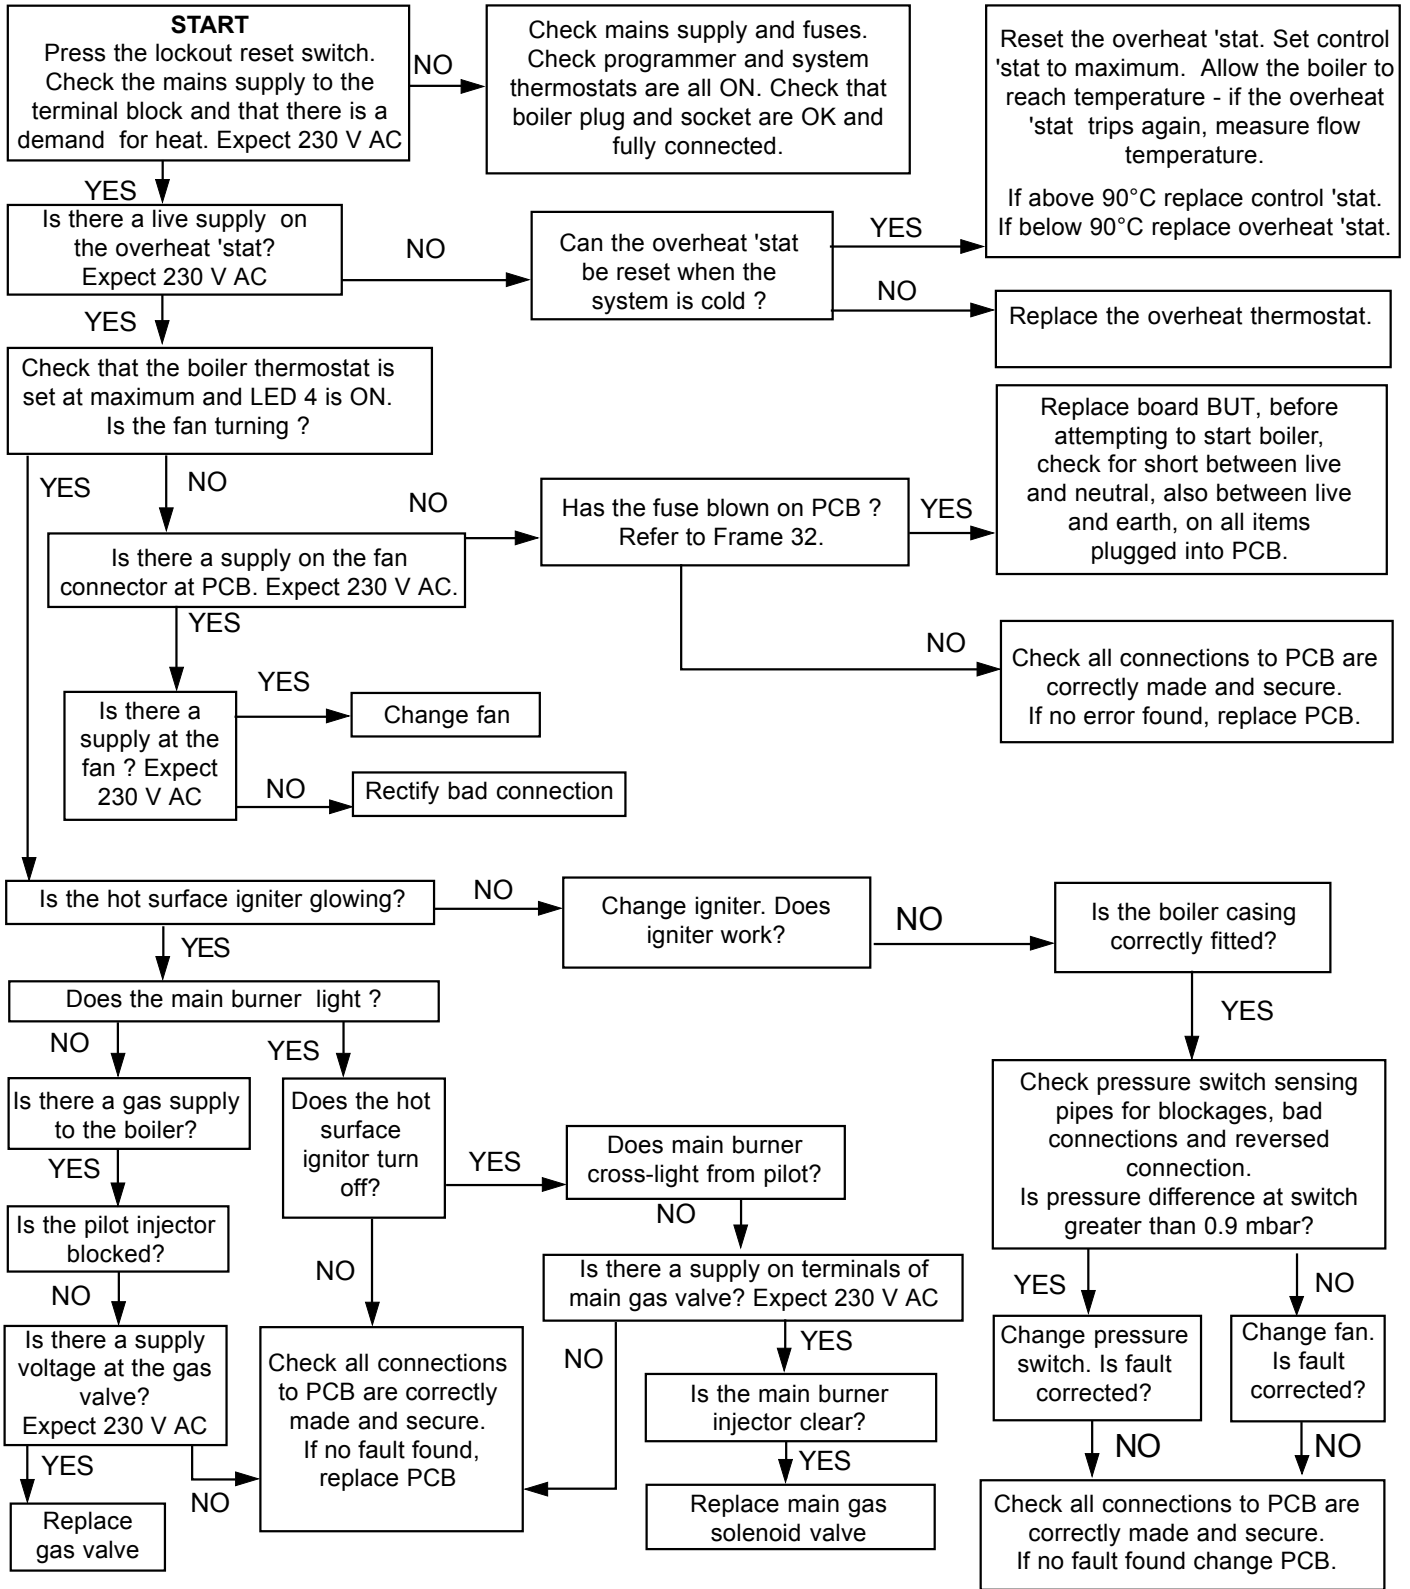 START
Press the lockout reset switch.
Check the mains supply to the
terminal block and that there is a
demand for heat. Expect 230 V AC
NO
Check mains supply and fuses.
Check programmer and system
thermostats are all ON. Check that
boiler plug and socket are OK and
fully connected.
Reset the overheat 'stat. Set control
'stat to maximum. Allow the boiler to
reach temperature - if the overheat
'stat trips again, measure flow
temperature.
If above 90°C replace control 'stat.
If below 90°C replace overheat 'stat.
YES
Is there a live supply on
the overheat 'stat?
Expect 230 V AC
NO
Can the overheat 'stat
be reset when the
system is cold ?
YES
NO
Replace the overheat thermostat.
YES
Check that the boiler thermostat is
set at maximum and LED 4 is ON.
Is the fan turning ?
YES
NO
Is there a supply on the fan
connector at PCB. Expect 230 V AC.
NO
Has the fuse blown on PCB ?
Refer to Frame 32.
YES
Replace board BUT, before
attempting to start boiler,
check for short between live
and neutral, also between live
and earth, on all items
plugged into PCB.
NO
Check all connections to PCB are
correctly made and secure.
If no error found, replace PCB.
YES
Is there a
supply at the
fan ? Expect
230 V AC
YES
Change fan
NO
Rectify bad connection
Is the hot surface igniter glowing?
NO
Change igniter. Does
igniter work?
NO
Is the boiler casing
correctly fitted?
YES
Does the main burner light ?
YES
NO
YES
Is there a gas supply
to the boiler?
Does the hot
surface
ignitor turn
off?
YES
Does main burner
cross-light from pilot?
Check pressure switch sensing
pipes for blockages, bad
connections and reversed
connection.
Is pressure difference at switch
greater than 0.9 mbar?
YES
Is the pilot injector
blocked?
NO
NO
NO
Is there a supply on terminals of
main gas valve? Expect 230 V AC
YES
NO
Is there a supply
voltage at the gas
valve?
Expect 230 V AC
Check all connections
to PCB are correctly
made and secure.
If no fault found,
replace PCB
NO
YES
Is the main burner
injector clear?
Change pressure
switch. Is fault
corrected?
Change fan.
Is fault
corrected?
YES
NO
YES
NO
NO
Replace
gas valve
Replace main gas
solenoid valve
Check all connections to PCB are
correctly made and secure.
If no fault found change PCB.